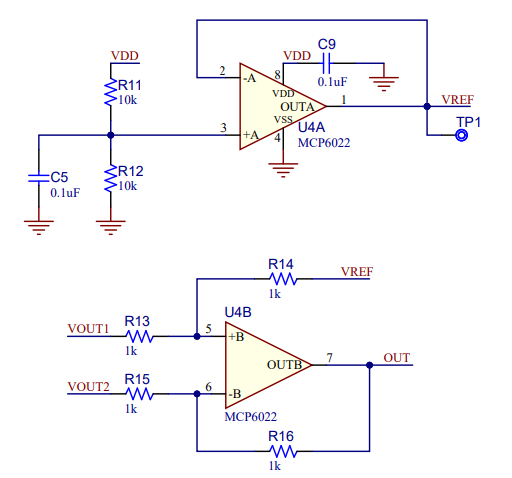 VDD
R11
10k
C5
0.1uF
R12
10k
2
-A
3
+A
VDD
C9
0.1uF
8
VDD
OUTA
VSS
4
1
U4A
MCP6022
VREF
TP1
R14
1k
VREF
VOUT1
R13
1k
VOUT2
R15
1k
U4B
5
+B
6
-B
OUTB
7
MCP6022
OUT
R16
1k